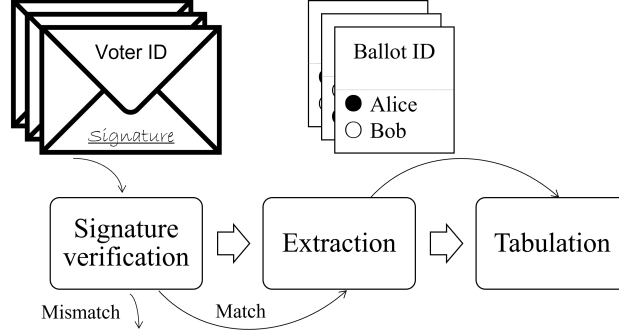 Voter ID
Signature
Ballot ID
Alice
Bob
Signature
verification
Extraction
Tabulation
Mismatch
Match